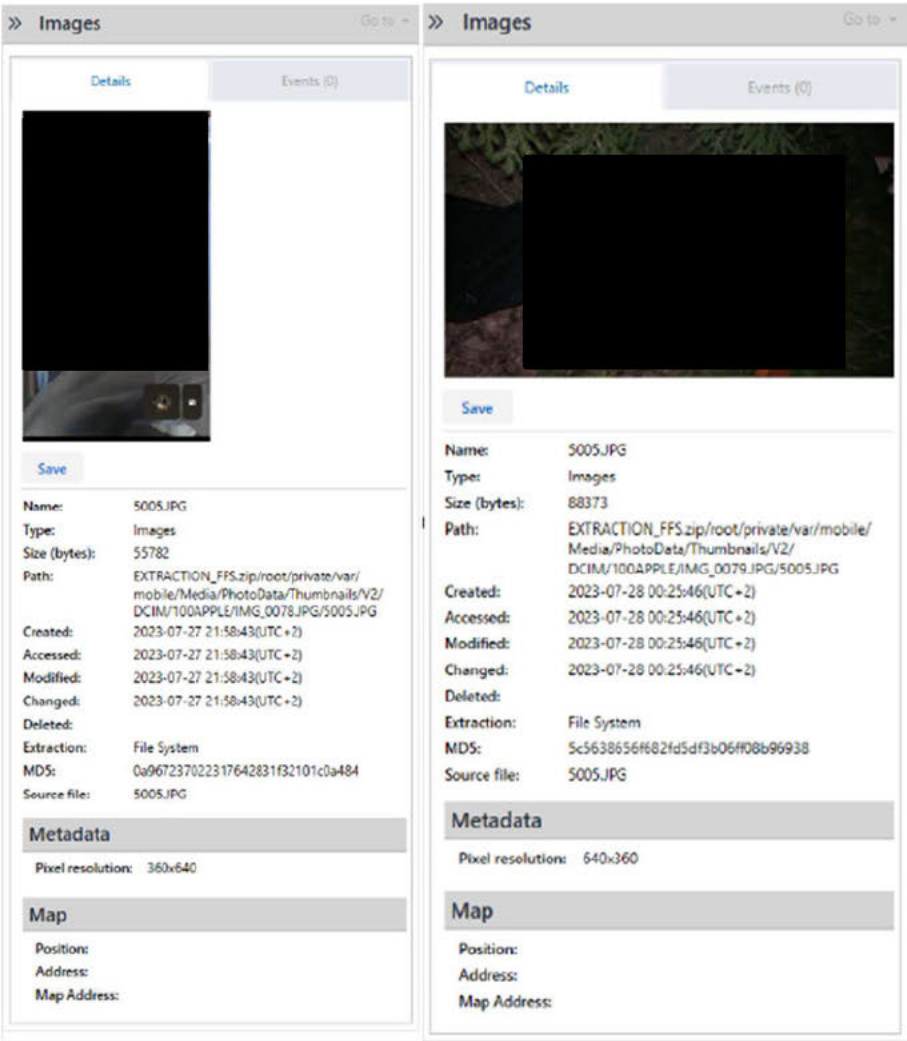 » Images Go to
Details Events (0)
Save
Name: 5005.JPG
Type: Images
Size (bytes): 55782
Path: EXTRACTION_FFS.zip/root/private/var/
mobile/Media/PhotoData/Thumbnails/V2/
DCIM/100APPLE/IMG_0078.JPG/5005.JPG
Created: 2023-07-27 21:58:43(UTC+2)
Accessed: 2023-07-27 21:58:43(UTC+2)
Modified: 2023-07-27 21:58:43(UTC+2)
Changed: 2023-07-27 21:58:43(UTC+2)
Deleted:
Extraction: File System
MD5: 0a967237022317642831f32101c0a484
Source file: 5005.JPG
Metadata
Pixel resolution: 360x640
Map
Position:
Address:
Map Address:
» Images Go to
Details Events (0)
Save
Name: 5005.JPG
Type: Images
Size (bytes): 88373
Path: EXTRACTION_FFS.zip/root/private/var/mobile/
Media/PhotoData/Thumbnails/V2/
DCIM/100APPLE/IMG_0079.JPG/5005.JPG
Created: 2023-07-28 00:25:46(UTC+2)
Accessed: 2023-07-28 00:25:46(UTC+2)
Modified: 2023-07-28 00:25:46(UTC+2)
Changed: 2023-07-28 00:25:46(UTC+2)
Deleted:
Extraction: File System
MD5: 5c5638656f682fd5df3b06ff08b96938
Source file: 5005.JPG
Metadata
Pixel resolution: 640x360
Map
Position:
Address:
Map Address: